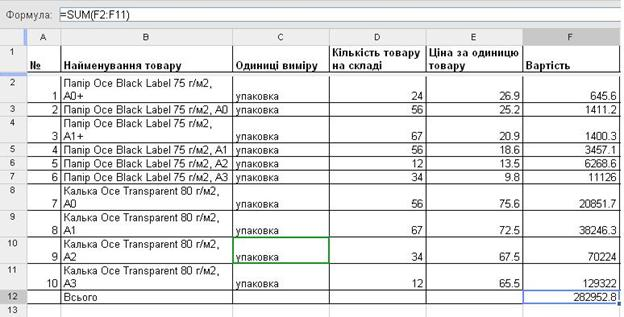 Формула: =SUM(F2:F11)
A B C D E F
1 № Найменування товару Одиниці виміру Кількість товару на складі Ціна за одиницю товару Вартість
2 1 Папір Oce Black Label 75 г/м2, A0+ упаковка 24 26.9 645.6
3 2 Папір Oce Black Label 75 г/м2, A0 упаковка 56 25.2 1411.2
4 3 Папір Oce Black Label 75 г/м2, A1+ упаковка 67 20.9 1400.3
5 4 Папір Oce Black Label 75 г/м2, A1 упаковка 56 18.6 3457.1
6 5 Папір Oce Black Label 75 г/м2, A2 упаковка 12 13.5 6268.6
7 6 Папір Oce Black Label 75 г/м2, A3 упаковка 34 9.8 11126
8 7 Калька Oce Transparent 80 г/м2, A0 упаковка 56 75.6 20851.7
9 8 Калька Oce Transparent 80 г/м2, A1 упаковка 67 72.5 38246.3
10 9 Калька Oce Transparent 80 г/м2, A2 упаковка 34 67.5 70224
11 10 Калька Oce Transparent 80 г/м2, A3 упаковка 12 65.5 129322
12 Всього 282952.8
13